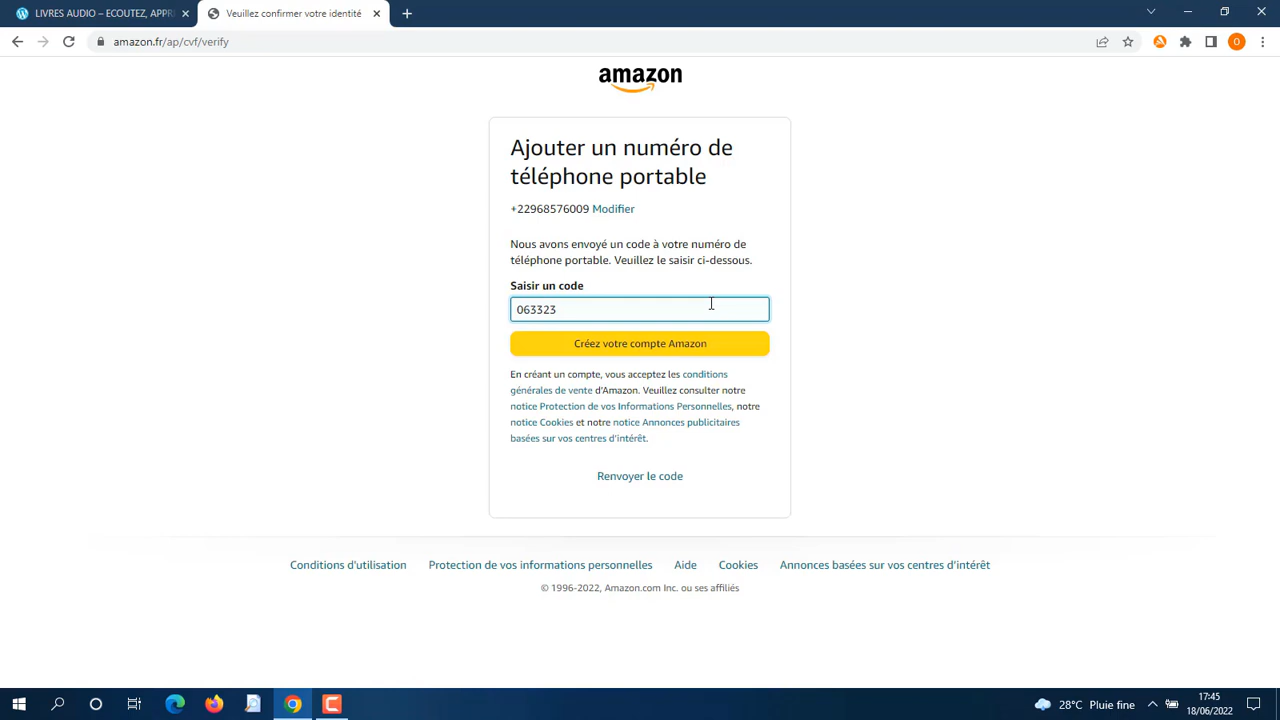 LIVRES AUDIO – ECOUTEZ, APPR
Veuillez confirmer votre identité
amazon.fr/ap/cvf/verify
O
amazon
Ajouter un numéro de
téléphone portable
+22968576009 Modifier
Nous avons envoyé un code à votre numéro de
téléphone portable. Veuillez le saisir ci-dessous.
Saisir un code
063323
Créez votre compte Amazon
En créant un compte, vous acceptez les conditions
générales de vente d'Amazon. Veuillez consulter notre
notice Protection de vos Informations Personnelles, notre
notice Cookies et notre notice Annonces publicitaires
basées sur vos centres d'intérêt.
Renvoyer le code
Conditions d'utilisation Protection de vos informations personnelles Aide Cookies Annonces basées sur vos centres d'intérêt
© 1996-2022, Amazon.com Inc. ou ses affiliés
28°C Pluie fine
17:45
18/06/2022